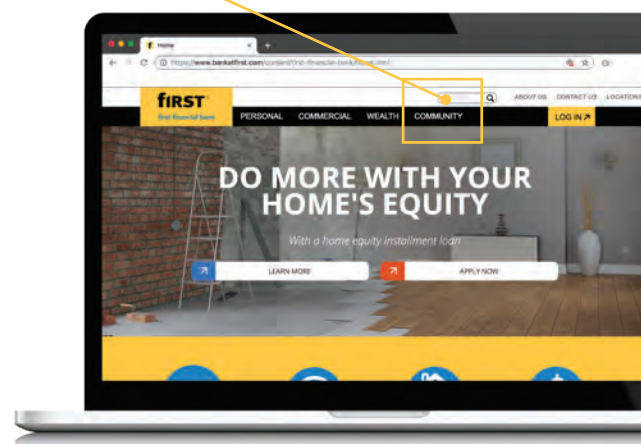 Home
https://www.bankatfirst.com/content/first-financial-bank/home.html
ABOUT US CONTACT US LOCATIONS
first
first financial bank
PERSONAL COMMERCIAL WEALTH COMMUNITY LOG IN
DO MORE WITH YOUR
HOME'S EQUITY
With a home equity installment loan
LEARN MORE APPLY NOW